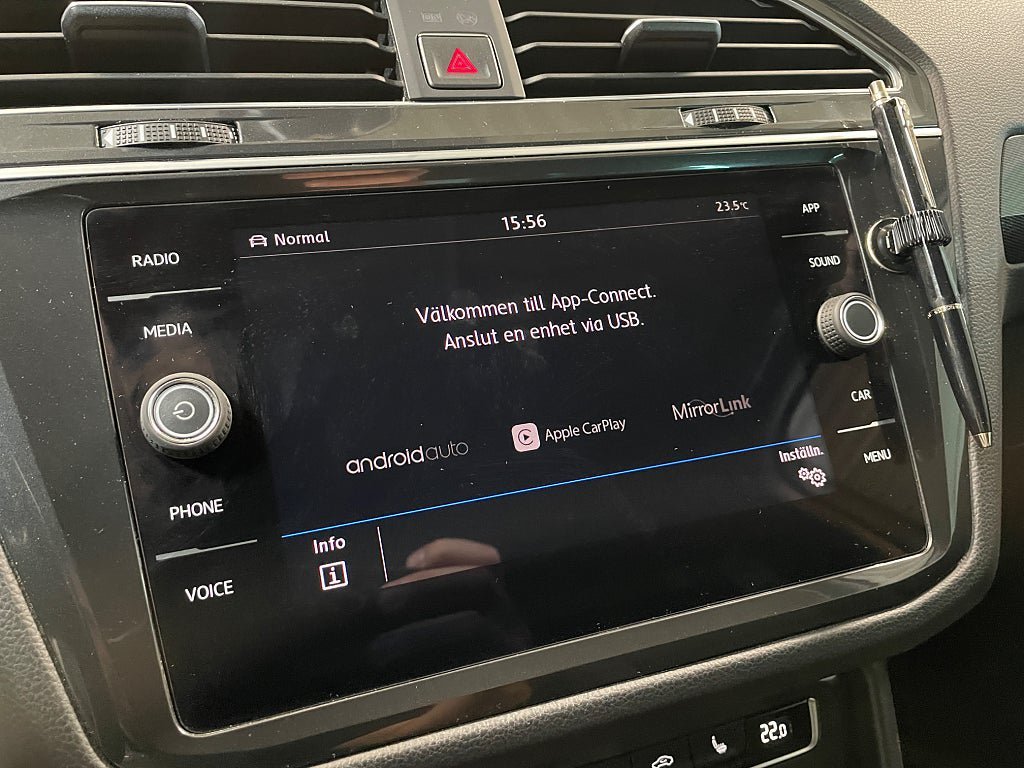 Normal
15:56
23.5°C
RADIO
MEDIA
PHONE
VOICE
APP
SOUND
CAR
MENU
Välkommen till App-Connect.
Anslut en enhet via USB.
androidauto
Apple CarPlay
MirrorLink
Inställn.
Info
i
22.0